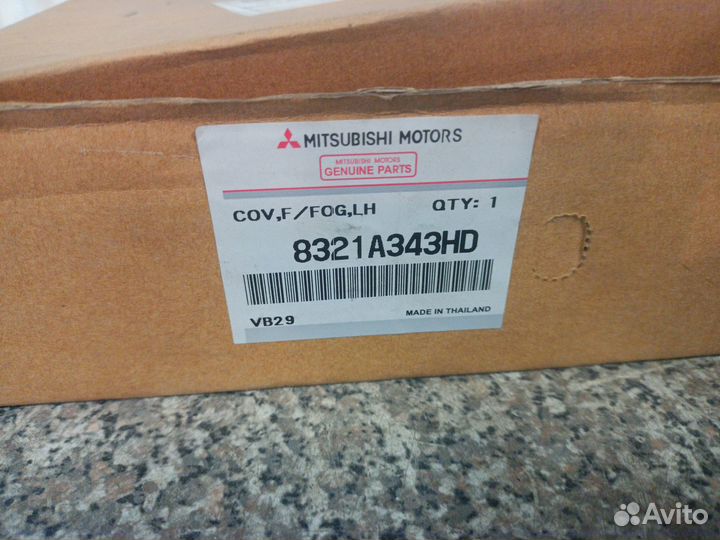 MITSUBISHI MOTORS
MITSUBISHI MOTORS
GENUINE PARTS
COV,F/FOG,LH QTY: 1
8321A343HD
VB29 MADE IN THAILAND
Avito